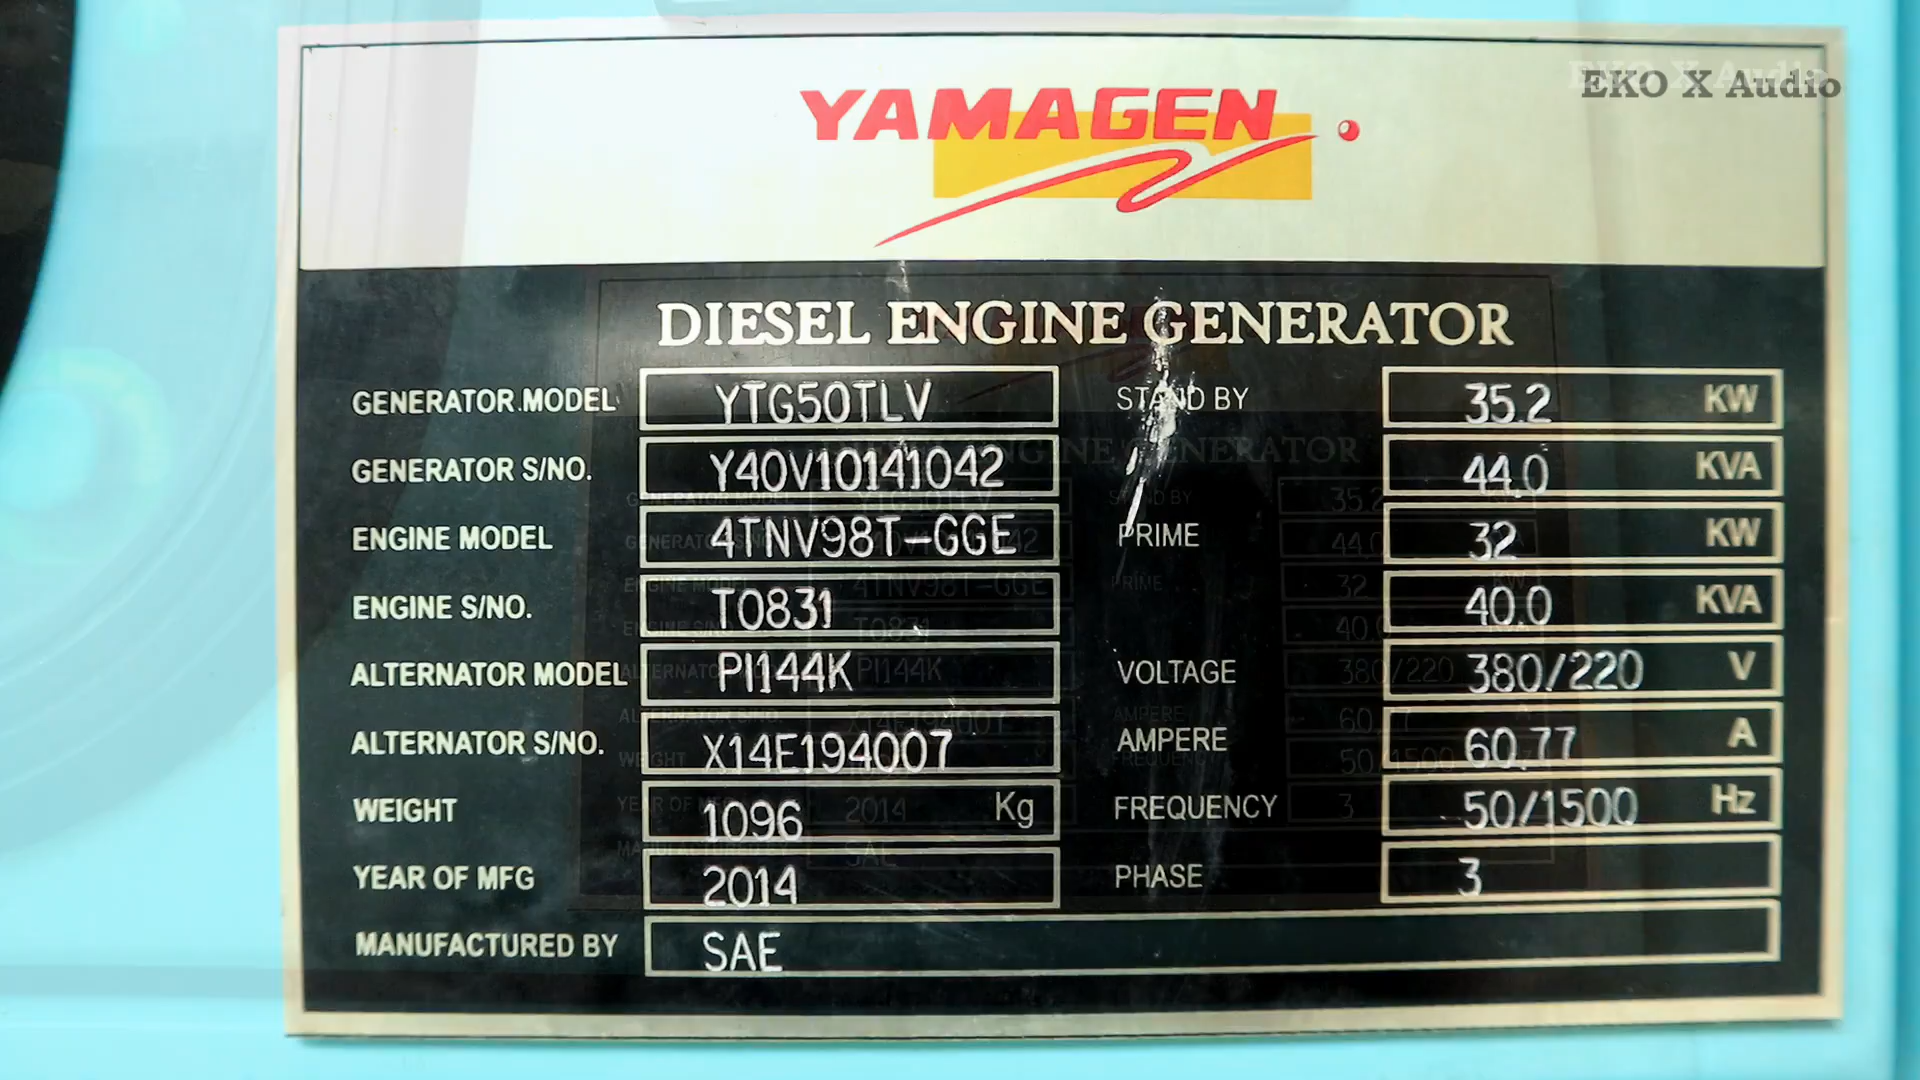 YAMAGEN
EKO X Audio
DIESEL ENGINE GENERATOR
GENERATOR MODEL YTG50TLV STAND BY 35.2 KW
GENERATOR S/NO. Y40V10141042 44.0 KVA
ENGINE MODEL 4TNV98T-GGE PRIME 32 KW
ENGINE S/NO. T0831 40.0 KVA
ALTERNATOR MODEL PI144K VOLTAGE 380/220 V
ALTERNATOR S/NO. X14E194007 AMPERE 60.77 A
WEIGHT 1096 Kg FREQUENCY 50/1500 Hz
YEAR OF MFG 2014 PHASE 3
MANUFACTURED BY SAE